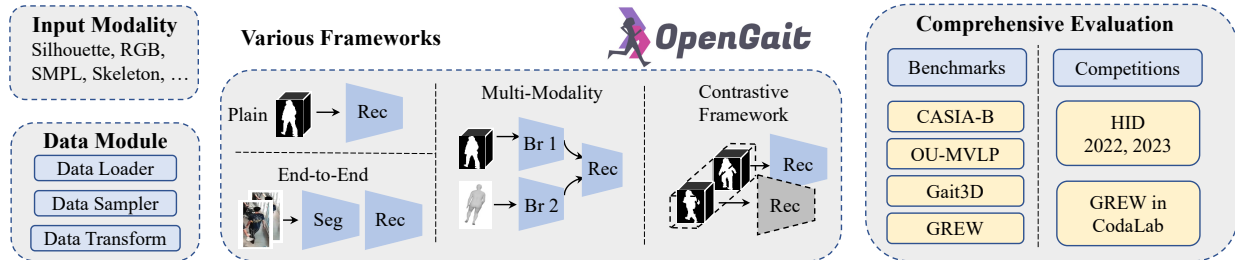 Input Modality
Silhouette, RGB,
SMPL, Skeleton, …
Data Module
Data Loader
Data Sampler
Data Transform
Various Frameworks
OpenGait
Plain
Rec
End-to-End
Seg
Rec
Multi-Modality
Br 1
Br 2
Rec
Contrastive
Framework
Rec
Rec
Comprehensive Evaluation
Benchmarks
CASIA-B
OU-MVLP
Gait3D
GREW
Competitions
HID
2022, 2023
GREW in
CodaLab